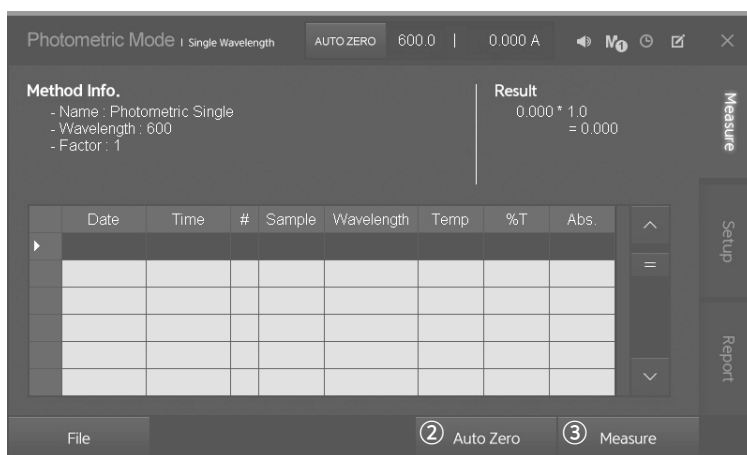 Photometric Mode | Single Wavelength AUTO ZERO 600.0 | 0.000 A M1
Method Info.
- Name : Photometric Single
- Wavelength : 600
- Factor : 1
Result
0.000 * 1.0
= 0.000
Measure
Setup
Report
Date Time # Sample Wavelength Temp %T Abs.
File ② Auto Zero ③ Measure